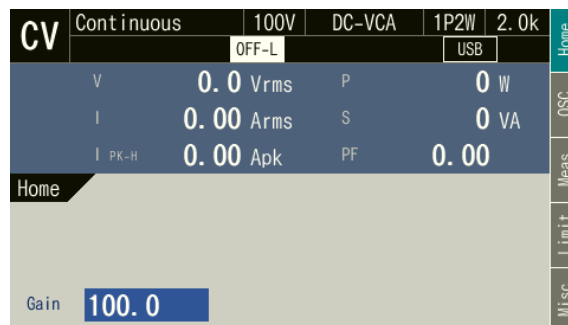 CV Continuous 100V DC-VCA 1P2W 2.0k
OFF-L USB
V 0.0 Vrms P 0 W
I 0.00 Arms S 0 VA
I PK-H 0.00 Apk PF 0.00
Home
Gain 100.0
Home
OSC
Meas
Limit
Misc